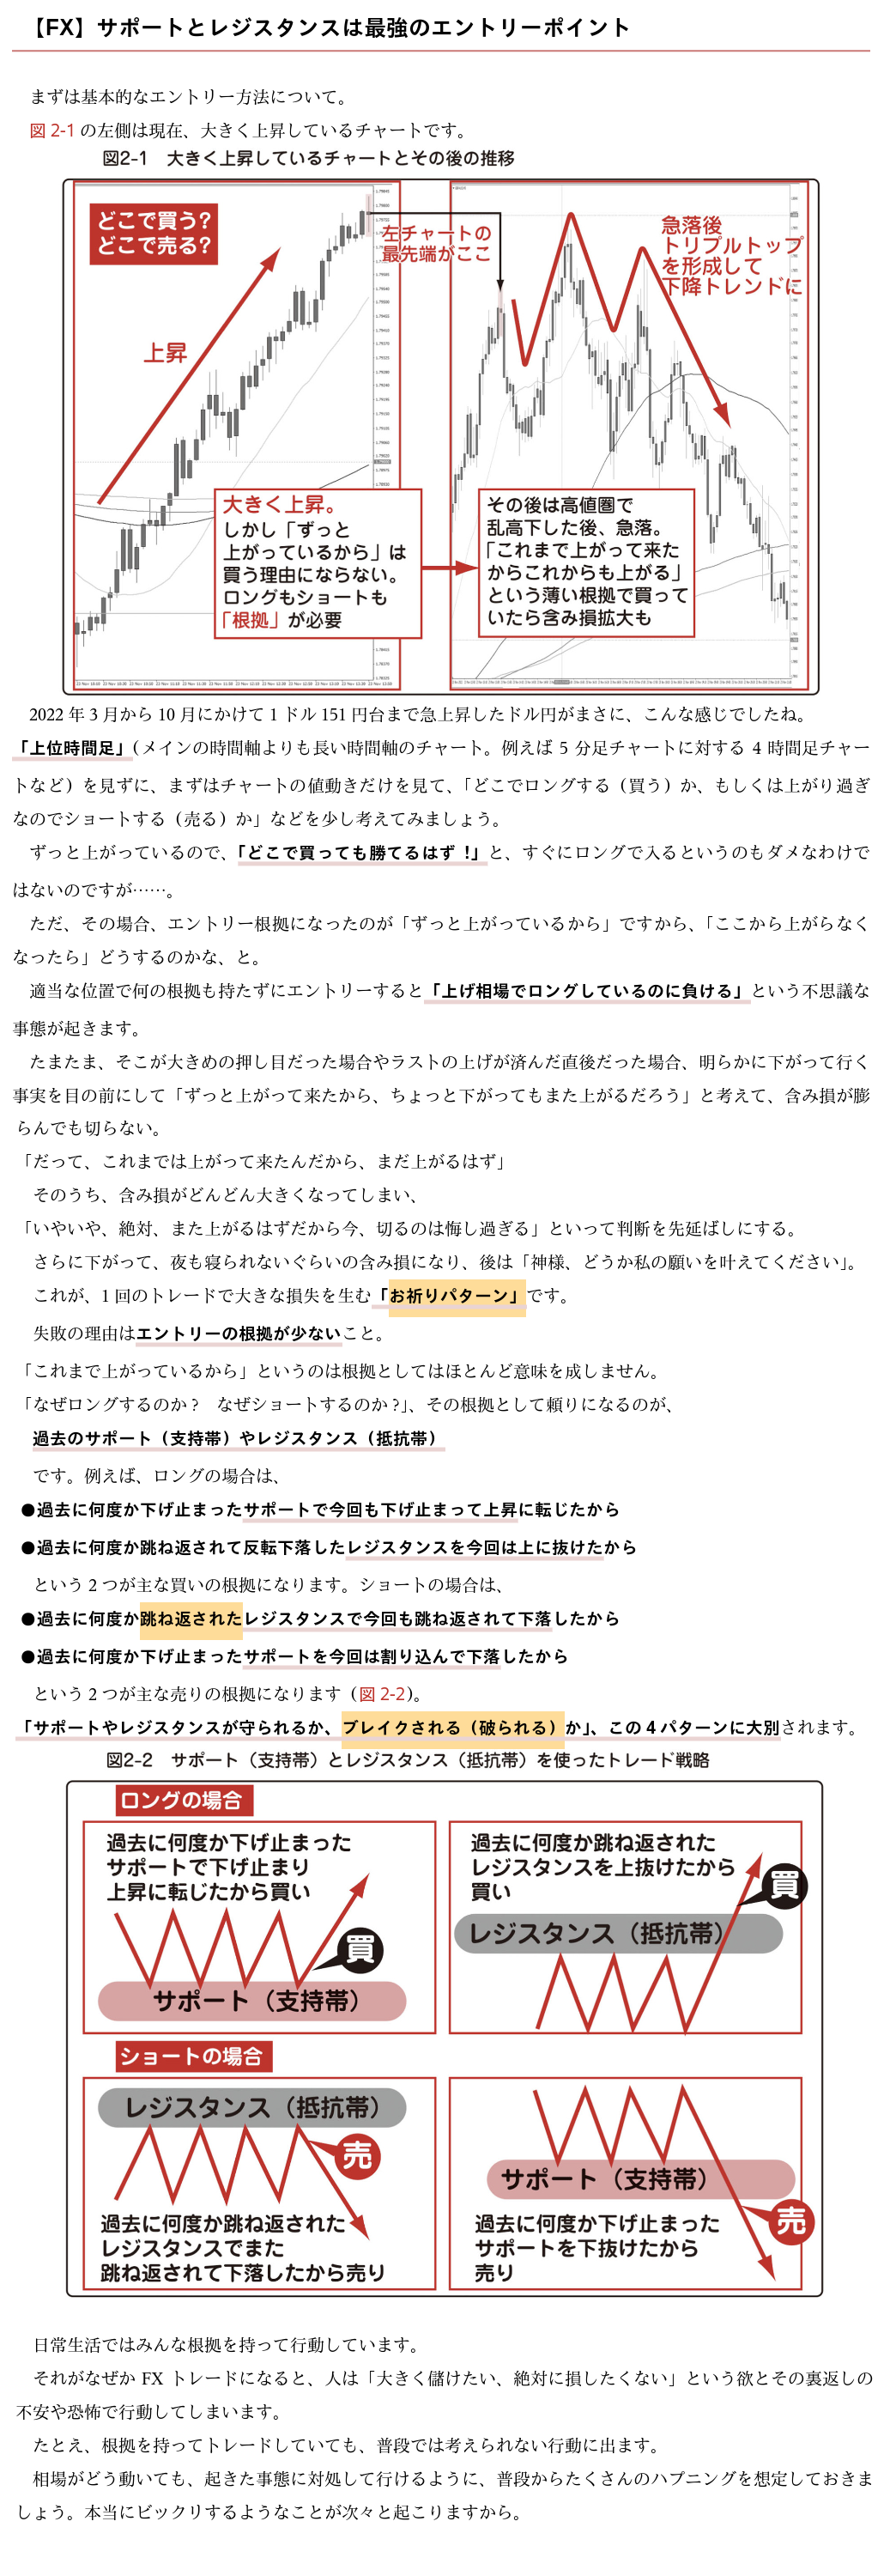 【FX】サポートとレジスタンスは最強のエントリーポイント
まずは基本的なエントリー方法について。
図 2-1 の左側は現在、大きく上昇しているチャートです。
図2-1　大きく上昇しているチャートとその後の推移
どこで買う?
どこで売る?
上昇
左チャートの
最先端がここ
急落後
トリプルトップ
を形成して
下降トレンドに
大きく上昇。
しかし「ずっと
上がっているから」は
買う理由にならない。
ロングもショートも
「根拠」が必要
その後は高値圏で
乱高下した後、急落。
「これまで上がって来た
からこれからも上がる」
という薄い根拠で買って
いたら含み損拡大も
2022 年 3 月から 10 月にかけて 1 ドル 151 円台まで急上昇したドル円がまさに、こんな感じでしたね。
「上位時間足」（メインの時間軸よりも長い時間軸のチャート。例えば 5 分足チャートに対する 4 時間足チャー
トなど）を見ずに、まずはチャートの値動きだけを見て、「どこでロングする（買う）か、もしくは上がり過ぎ
なのでショートする（売る）か」などを少し考えてみましょう。
ずっと上がっているので、「どこで買っても勝てるはず！」と、すぐにロングで入るというのもダメなわけで
はないのですが……。
ただ、その場合、エントリー根拠になったのが「ずっと上がっているから」ですから、「ここから上がらなく
なったら」どうするのかな、と。
適当な位置で何の根拠も持たずにエントリーすると「上げ相場でロングしているのに負ける」という不思議な
事態が起きます。
たまたま、そこが大きめの押し目だった場合やラストの上げが済んだ直後だった場合、明らかに下がって行く
事実を目の前にして「ずっと上がって来たから、ちょっと下がってもまた上がるだろう」と考えて、含み損が膨
らんでも切らない。
「だって、これまでは上がって来たんだから、まだ上がるはず」
そのうち、含み損がどんどん大きくなってしまい、
「いやいや、絶対、また上がるはずだから今、切るのは悔し過ぎる」といって判断を先延ばしにする。
さらに下がって、夜も寝られないぐらいの含み損になり、後は「神様、どうか私の願いを叶えてください」。
これが、1 回のトレードで大きな損失を生む「お祈りパターン」です。
失敗の理由はエントリーの根拠が少ないこと。
「これまで上がっているから」というのは根拠としてはほとんど意味を成しません。
「なぜロングするのか？　なぜショートするのか？」、その根拠として頼りになるのが、
過去のサポート（支持帯）やレジスタンス（抵抗帯）
です。例えば、ロングの場合は、
●過去に何度か下げ止まったサポートで今回も下げ止まって上昇に転じたから
●過去に何度か跳ね返されて反転下落したレジスタンスを今回は上に抜けたから
という 2 つが主な買いの根拠になります。ショートの場合は、
●過去に何度か跳ね返されたレジスタンスで今回も跳ね返されて下落したから
●過去に何度か下げ止まったサポートを今回は割り込んで下落したから
という 2 つが主な売りの根拠になります（図 2-2）。
「サポートやレジスタンスが守られるか、ブレイクされる（破られる）か」、この 4 パターンに大別されます。
図2-2　サポート（支持帯）とレジスタンス（抵抗帯）を使ったトレード戦略
ロングの場合
過去に何度か下げ止まった
サポートで下げ止まり
上昇に転じたから買い
買
サポート（支持帯）
過去に何度か跳ね返された
レジスタンスを上抜けたから
買い
買
レジスタンス（抵抗帯）
ショートの場合
レジスタンス（抵抗帯）
売
過去に何度か跳ね返された
レジスタンスでまた
跳ね返されて下落したから売り
サポート（支持帯）
売
過去に何度か下げ止まった
サポートを下抜けたから
売り
日常生活ではみんな根拠を持って行動しています。
それがなぜか FX トレードになると、人は「大きく儲けたい、絶対に損したくない」という欲とその裏返しの
不安や恐怖で行動してしまいます。
たとえ、根拠を持ってトレードしていても、普段では考えられない行動に出ます。
相場がどう動いても、起きた事態に対処して行けるように、普段からたくさんのハプニングを想定しておきま
しょう。本当にビックリするようなことが次々と起こりますから。